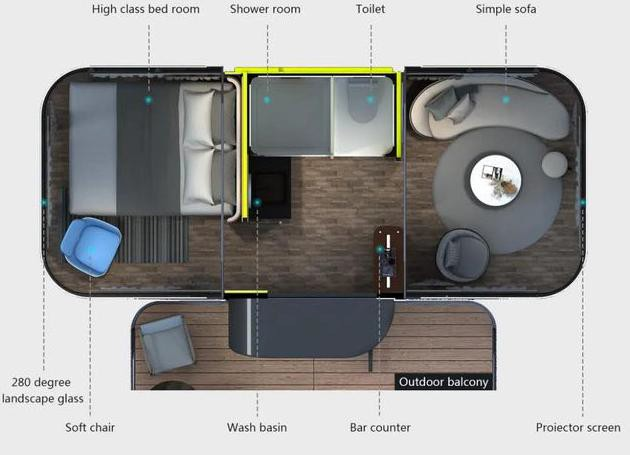 High class bed room
Shower room
Toilet
Simple sofa
Outdoor balcony
280 degree
landscape glass
Soft chair
Wash basin
Bar counter
Proiector screen